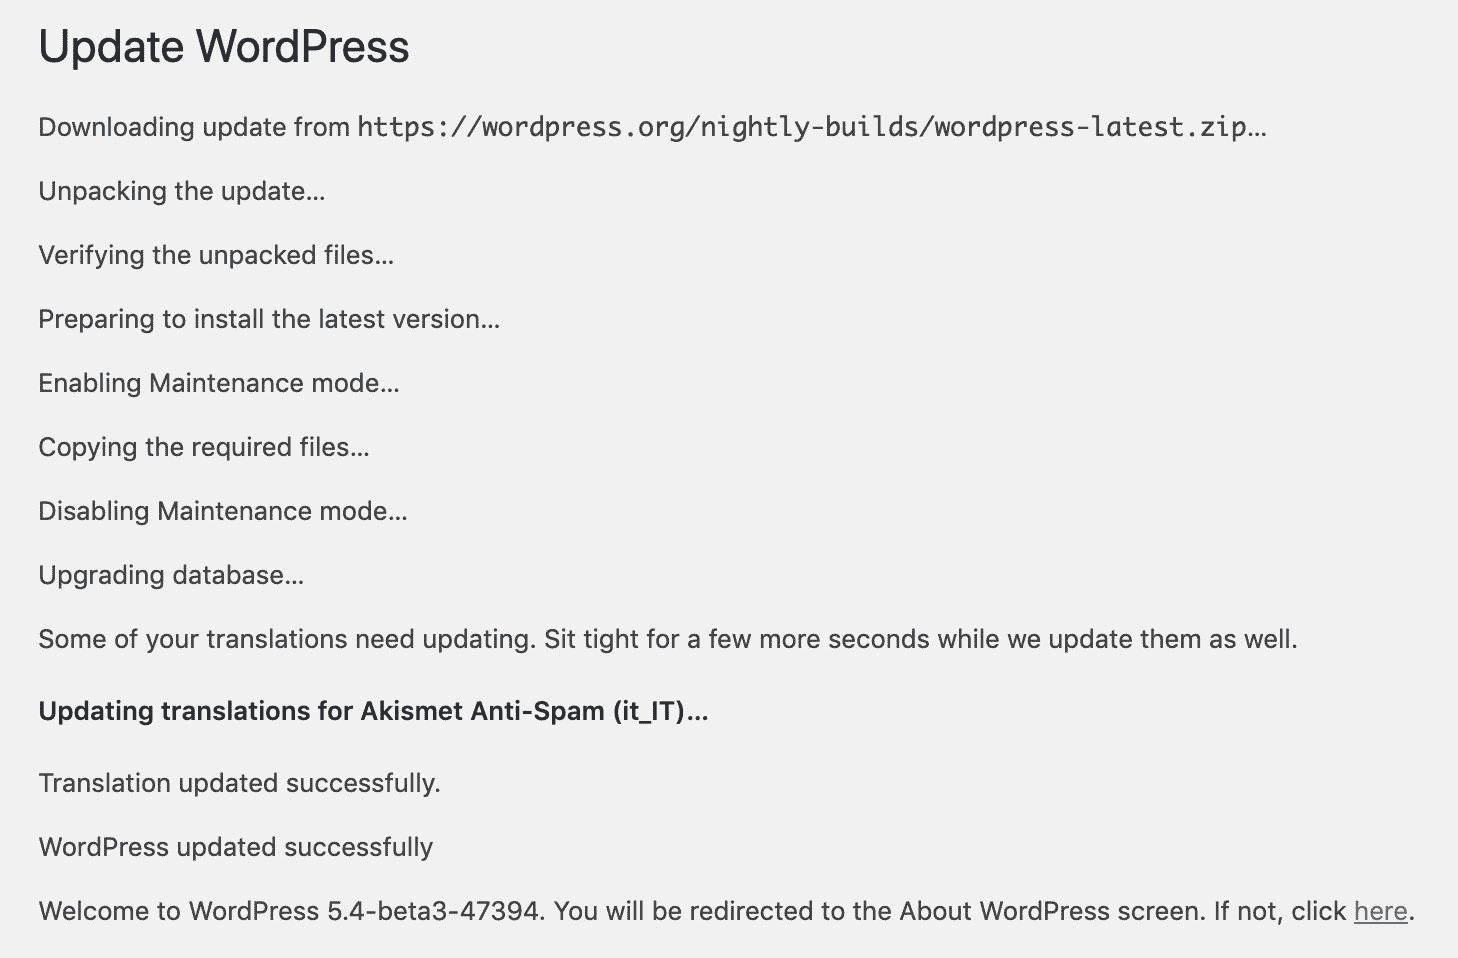 Update WordPress
Downloading update from https://wordpress.org/nightly-builds/wordpress-latest.zip…
Unpacking the update…
Verifying the unpacked files…
Preparing to install the latest version…
Enabling Maintenance mode…
Copying the required files…
Disabling Maintenance mode…
Upgrading database…
Some of your translations need updating. Sit tight for a few more seconds while we update them as well.
Updating translations for Akismet Anti-Spam (it_IT)…
Translation updated successfully.
WordPress updated successfully
Welcome to WordPress 5.4-beta3-47394. You will be redirected to the About WordPress screen. If not, click here.